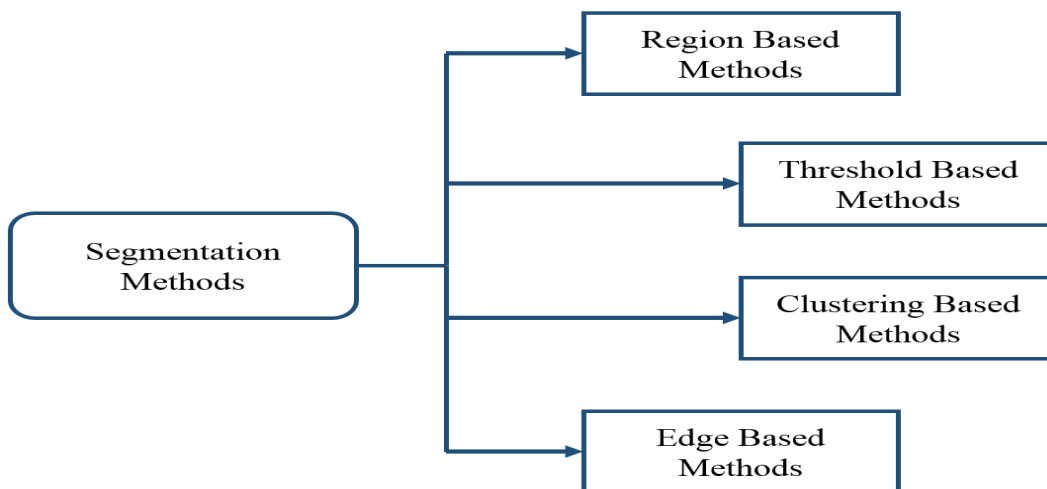 Region Based
Methods
Threshold Based
Methods
Segmentation
Methods
Clustering Based
Methods
Edge Based
Methods